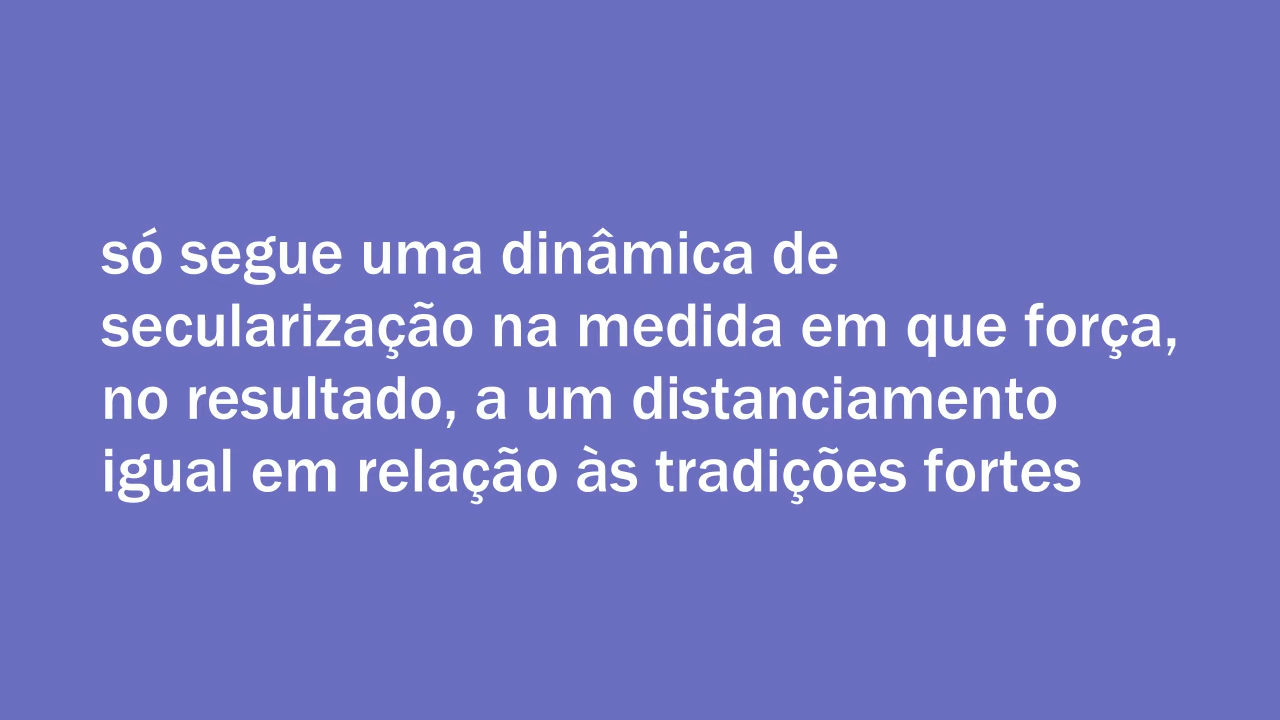 só segue uma dinâmica de
secularização na medida em que força,
no resultado, a um distanciamento
igual em relação às tradições fortes